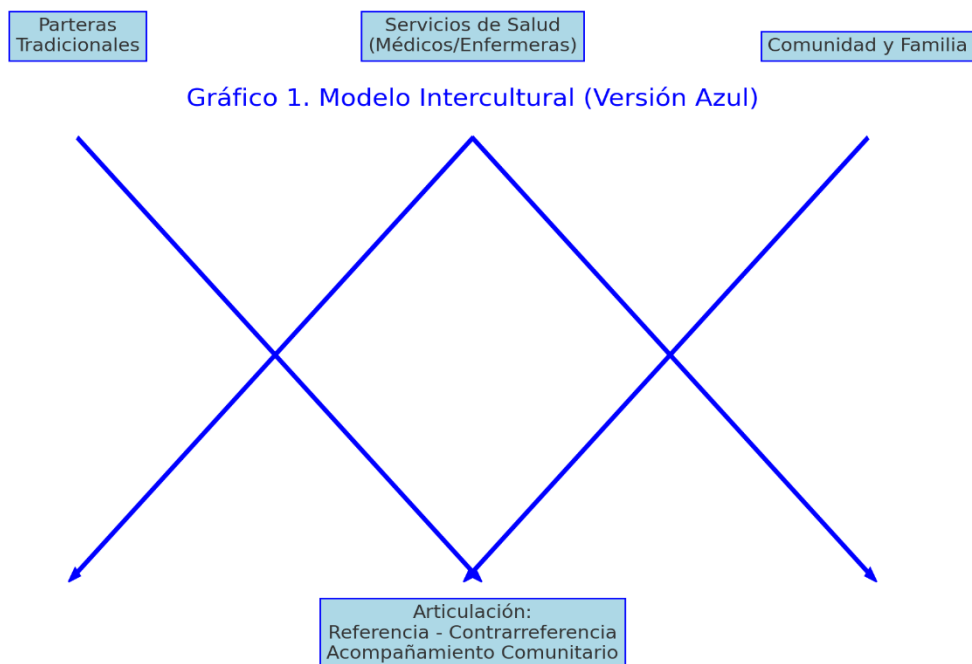 Parteras
Tradicionales
Servicios de Salud
(Médicos/Enfermeras)
Comunidad y Familia
Gráfico 1. Modelo Intercultural (Versión Azul)
Articulación:
Referencia - Contrarreferencia
Acompañamiento Comunitario